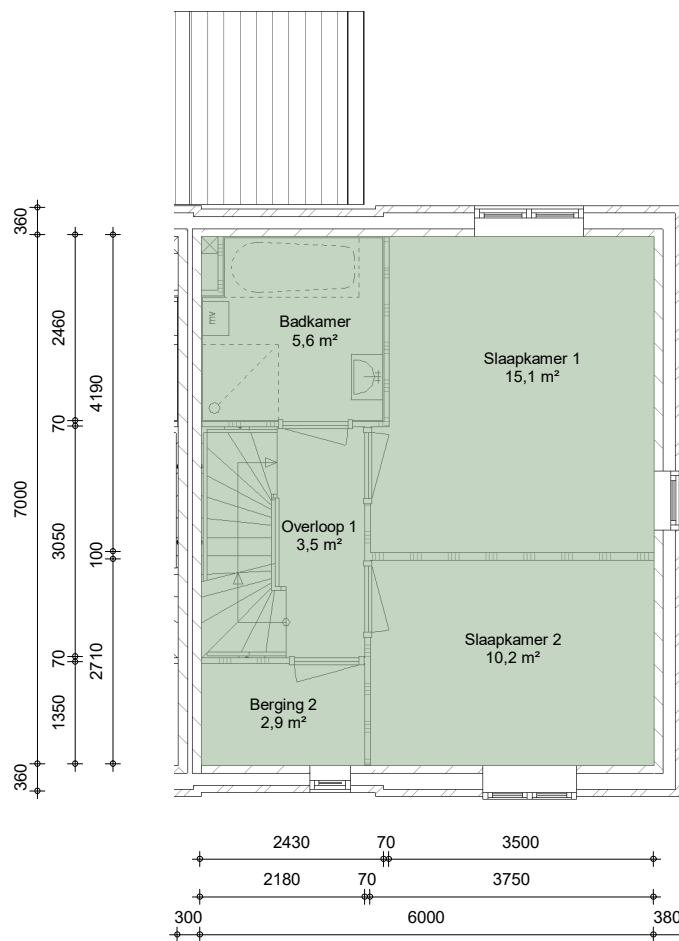 360
2460
4190
70
7000
3050
100
70
2710
1350
360
Badkamer
5,6 m²
mv
Slaapkamer 1
15,1 m²
Overloop 1
3,5 m²
Slaapkamer 2
10,2 m²
Berging 2
2,9 m²
2430 70 3500
2180 70 3750
300 6000 380